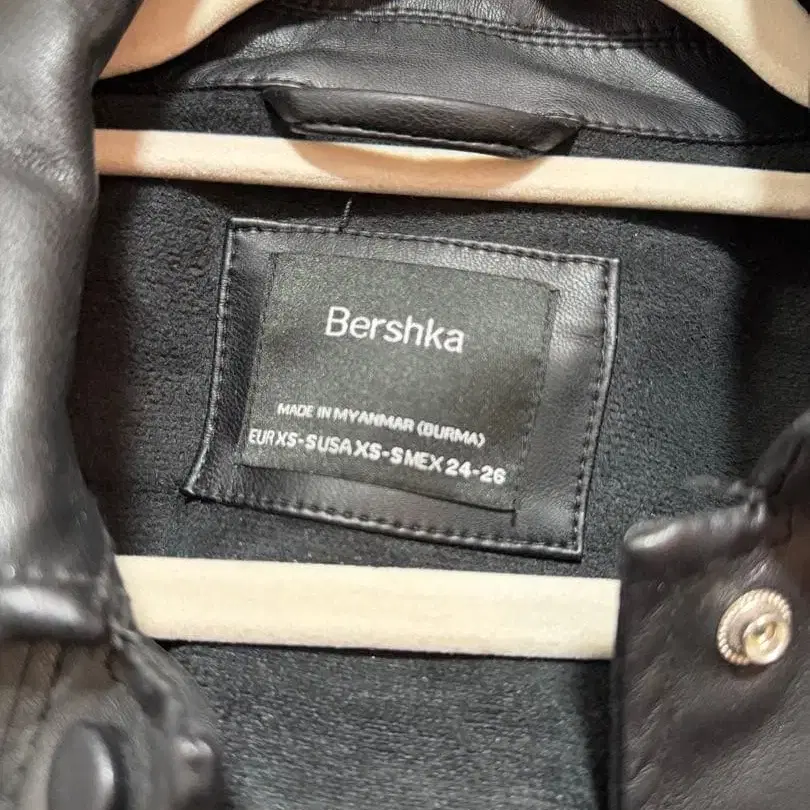 Bershka
MADE IN MYANMAR (BURMA)
EUR XS-S USA XS-S MEX 24-26